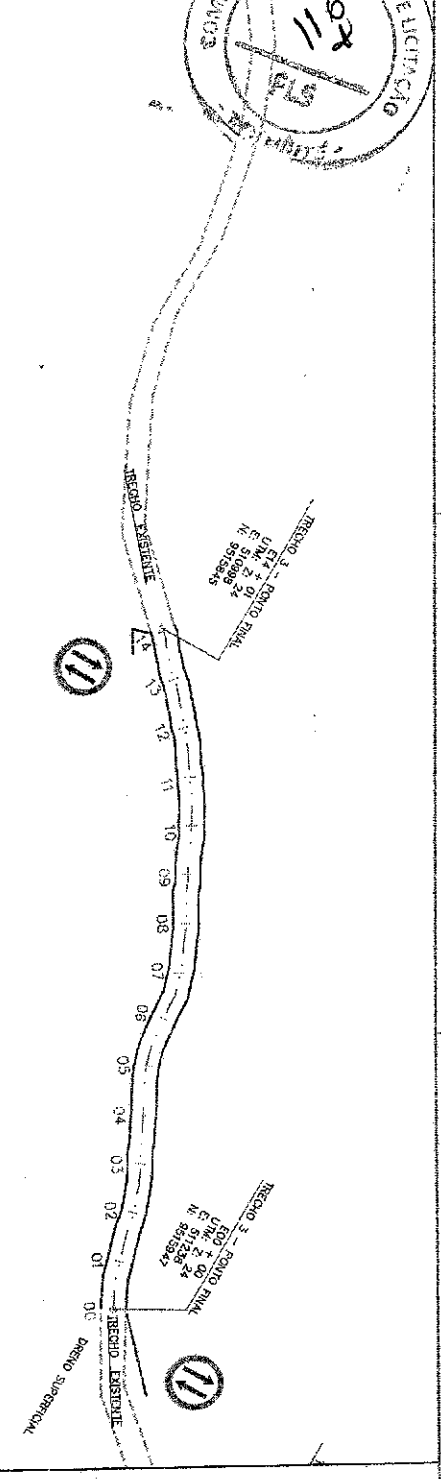 E LICITAÇÃO
11
FLS
TRECHO EXISTENTE
TRECHO 3 - PONTO FINAL
E14 + 01
UTM: Z: 24
E: 510998
N: 9515845
14
13
12
11
10
09
08
07
06
05
04
03
02
01
00
TRECHO 3 - PONTO FINAL
E00 + 00
UTM: Z: 24
E: 511238
N: 9515947
TRECHO EXISTENTE
DRENO SUPERFICIAL